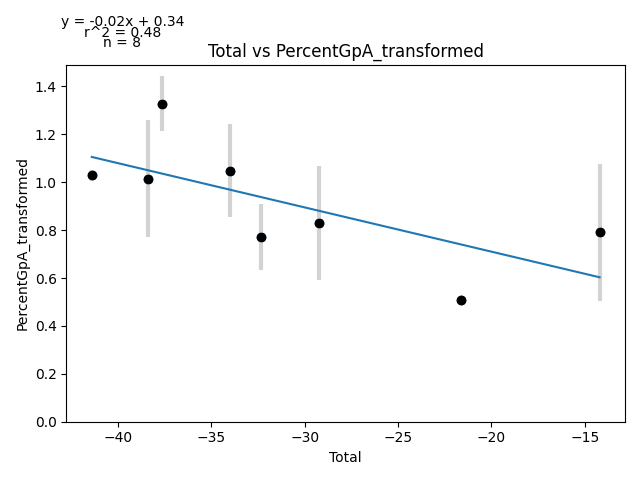 y = -0.02x + 0.34
r^2 = 0.48
n = 8
Total vs PercentGpA_transformed
PercentGpA_transformed
1.4
1.2
1.0
0.8
0.6
0.4
0.2
0.0
−40
−35
−30
−25
−20
−15
Total